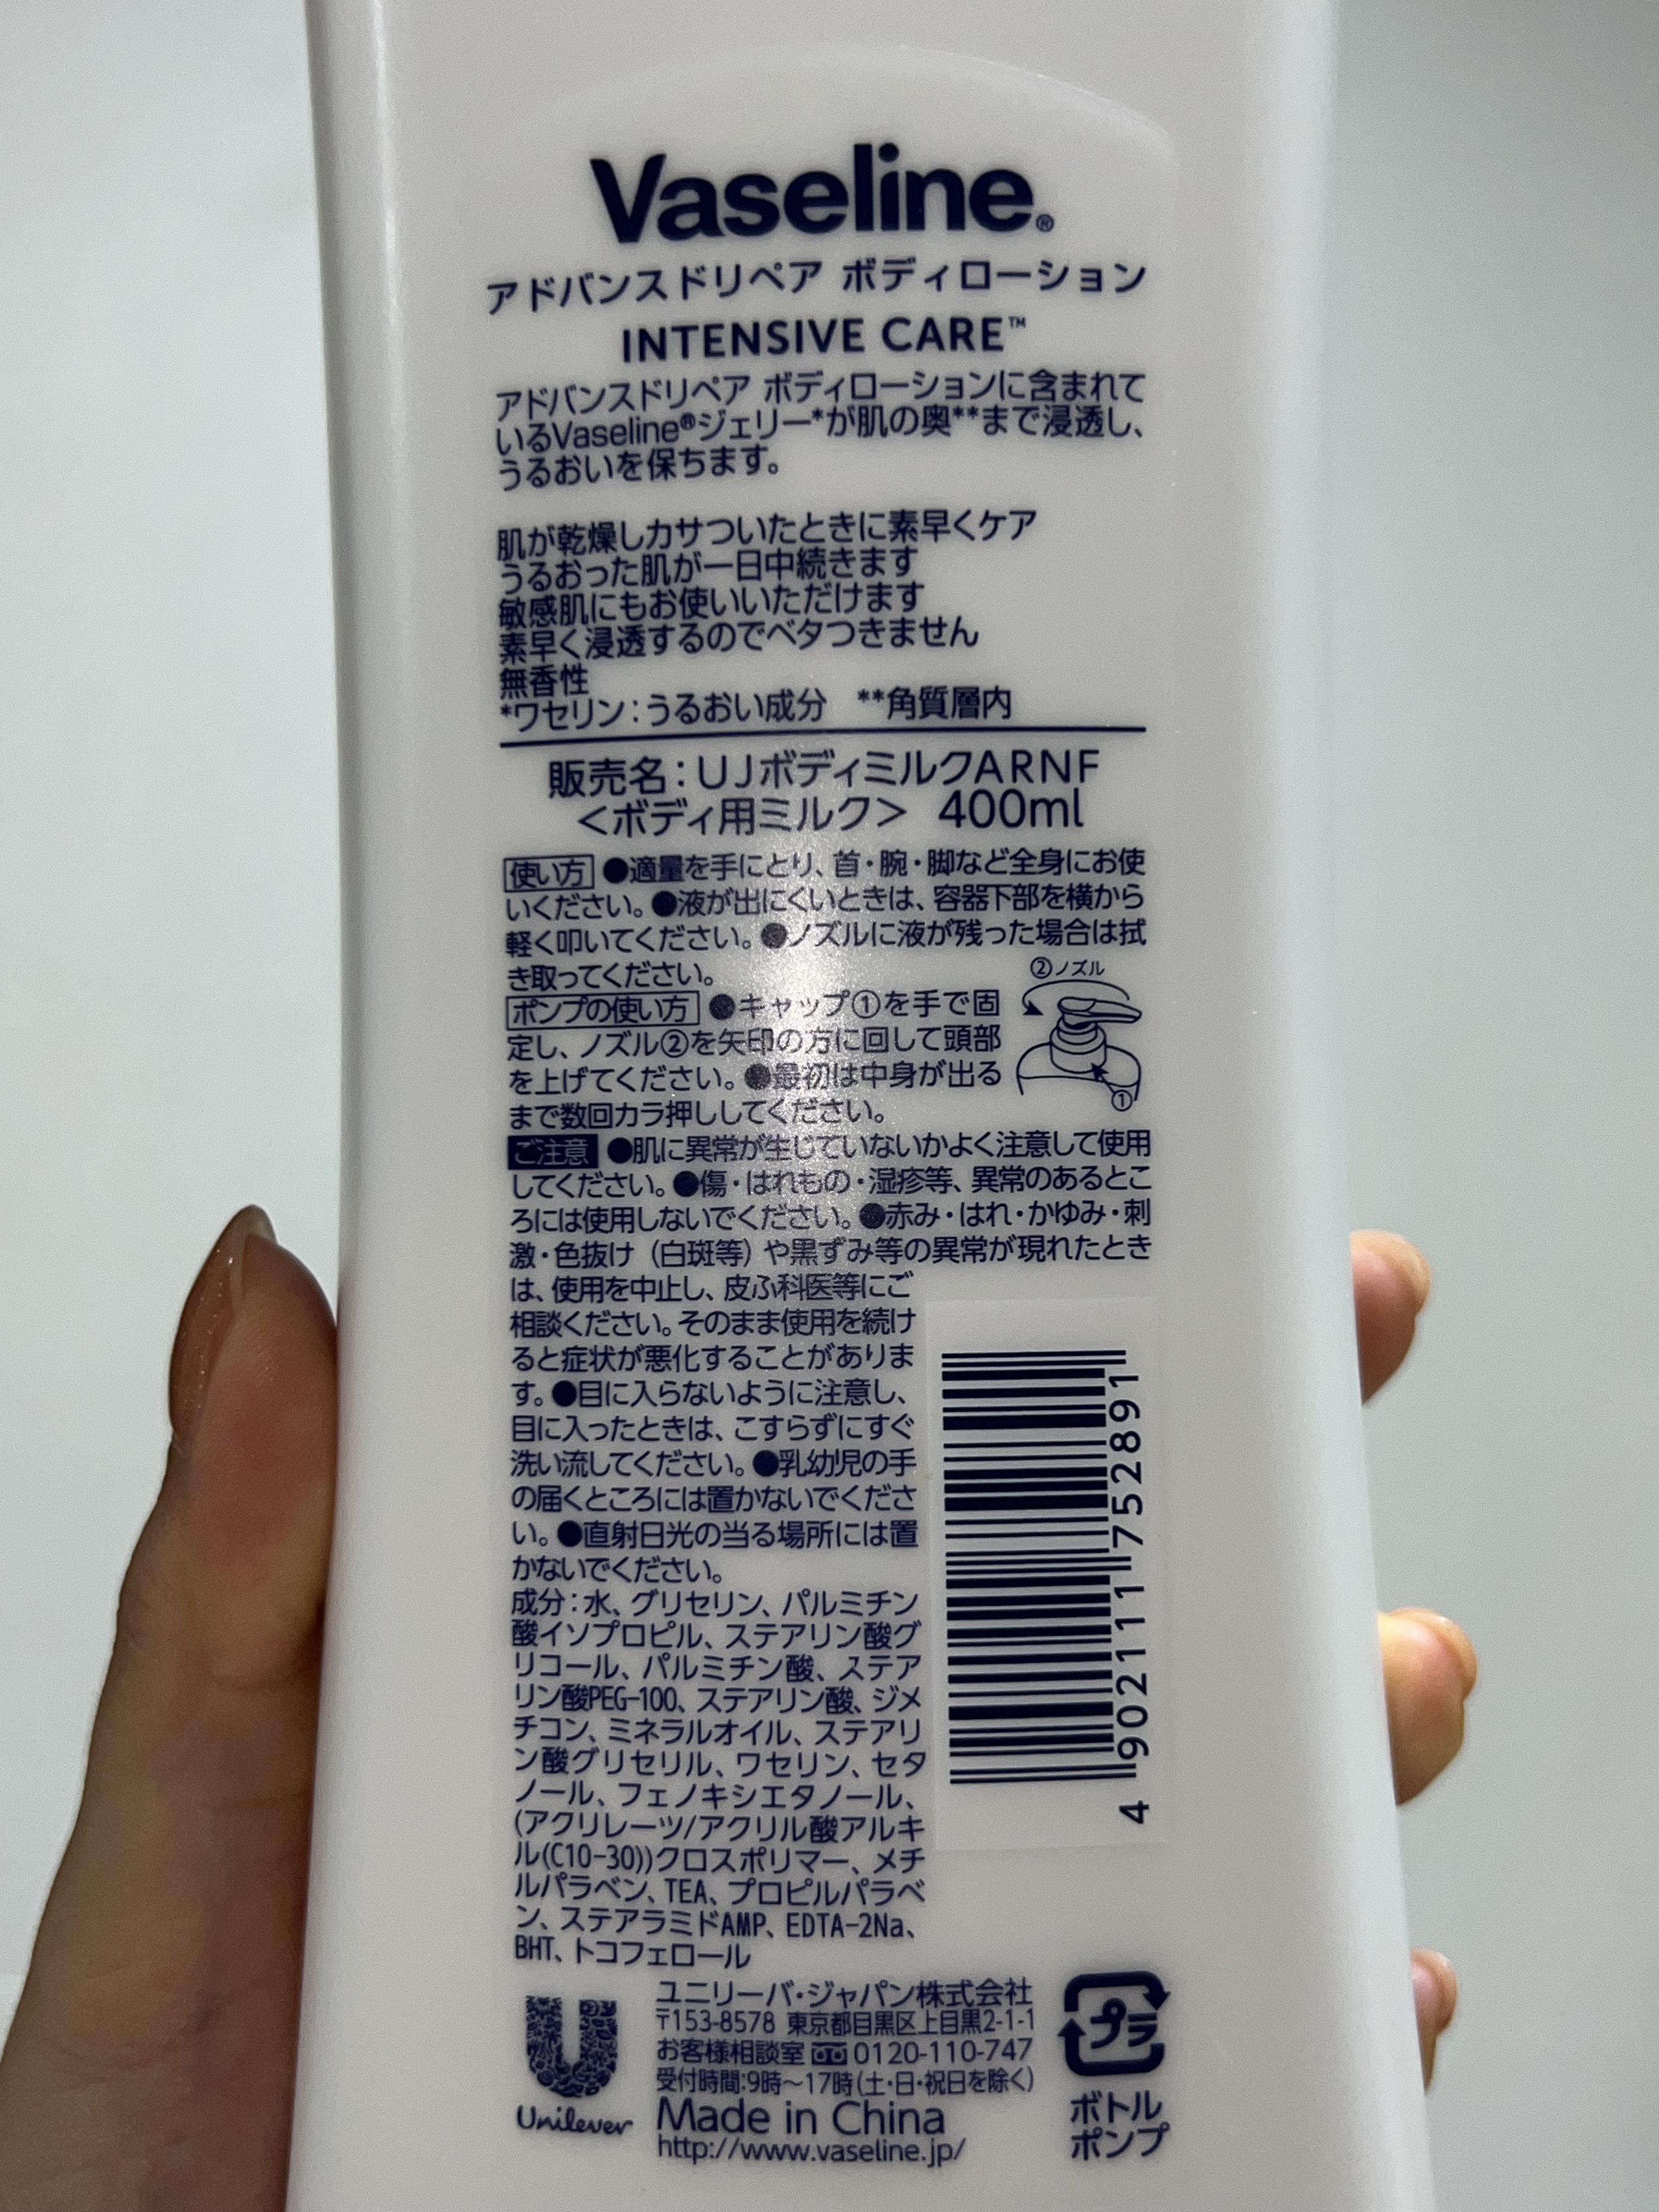 Vaseline®
アドバンスドリペア ボディローション
INTENSIVE CARE™
アドバンスドリペア ボディローションに含まれて
いるVaseline®ジェリー*が肌の奥**まで浸透し、
うるおいを保ちます。
肌が乾燥しカサついたときに素早くケア
うるおった肌が一日中続きます
敏感肌にもお使いいただけます
素早く浸透するのでベタつきません
無香性
*ワセリン:うるおい成分 **角質層内
販売名:UJボディミルクARNF
<ボディ用ミルク> 400ml
使い方 ●適量を手にとり、首・腕・脚など全身にお使
いください。●液が出にくいときは、容器下部を横から
軽く叩いてください。●ノズルに液が残った場合は拭
き取ってください。
②ノズル
ポンプの使い方 ●キャップ①を手で固
定し、ノズル②を矢印の方に回して頭部
を上げてください。●最初は中身が出る
まで数回カラ押ししてください。
①
ご注意 ●肌に異常が生じていないかよく注意して使用
してください。●傷・はれもの・湿疹等、異常のあるとこ
ろには使用しないでください。●赤み・はれ・かゆみ・刺
激・色抜け（白斑等）や黒ずみ等の異常が現れたとき
は、使用を中止し、皮ふ科医等にご
相談ください。そのまま使用を続け
ると症状が悪化することがありま
す。●目に入らないように注意し、
目に入ったときは、こすらずにすぐ
洗い流してください。●乳幼児の手
の届くところには置かないでくださ
い。●直射日光の当る場所には置
かないでください。
成分:水、グリセリン、パルミチン
酸イソプロピル、ステアリン酸グ
リコール、パルミチン酸、ステア
リン酸PEG-100、ステアリン酸、ジメ
チコン、ミネラルオイル、ステアリ
ン酸グリセリル、ワセリン、セタ
ノール、フェノキシエタノール、
(アクリレーツ/アクリル酸アルキ
ル(C10-30))クロスポリマー、メチ
ルパラベン、TEA、プロピルパラベ
ン、ステアラミドAMP、EDTA-2Na、
BHT、トコフェロール
4 902111 752891
Unilever
ユニリーバ・ジャパン株式会社
〒153-8578 東京都目黒区上目黒2-1-1
お客様相談室 0120-110-747
受付時間:9時～17時(土・日・祝日を除く)
Made in China
http://www.vaseline.jp/
プラ
ボトル
ポンプ